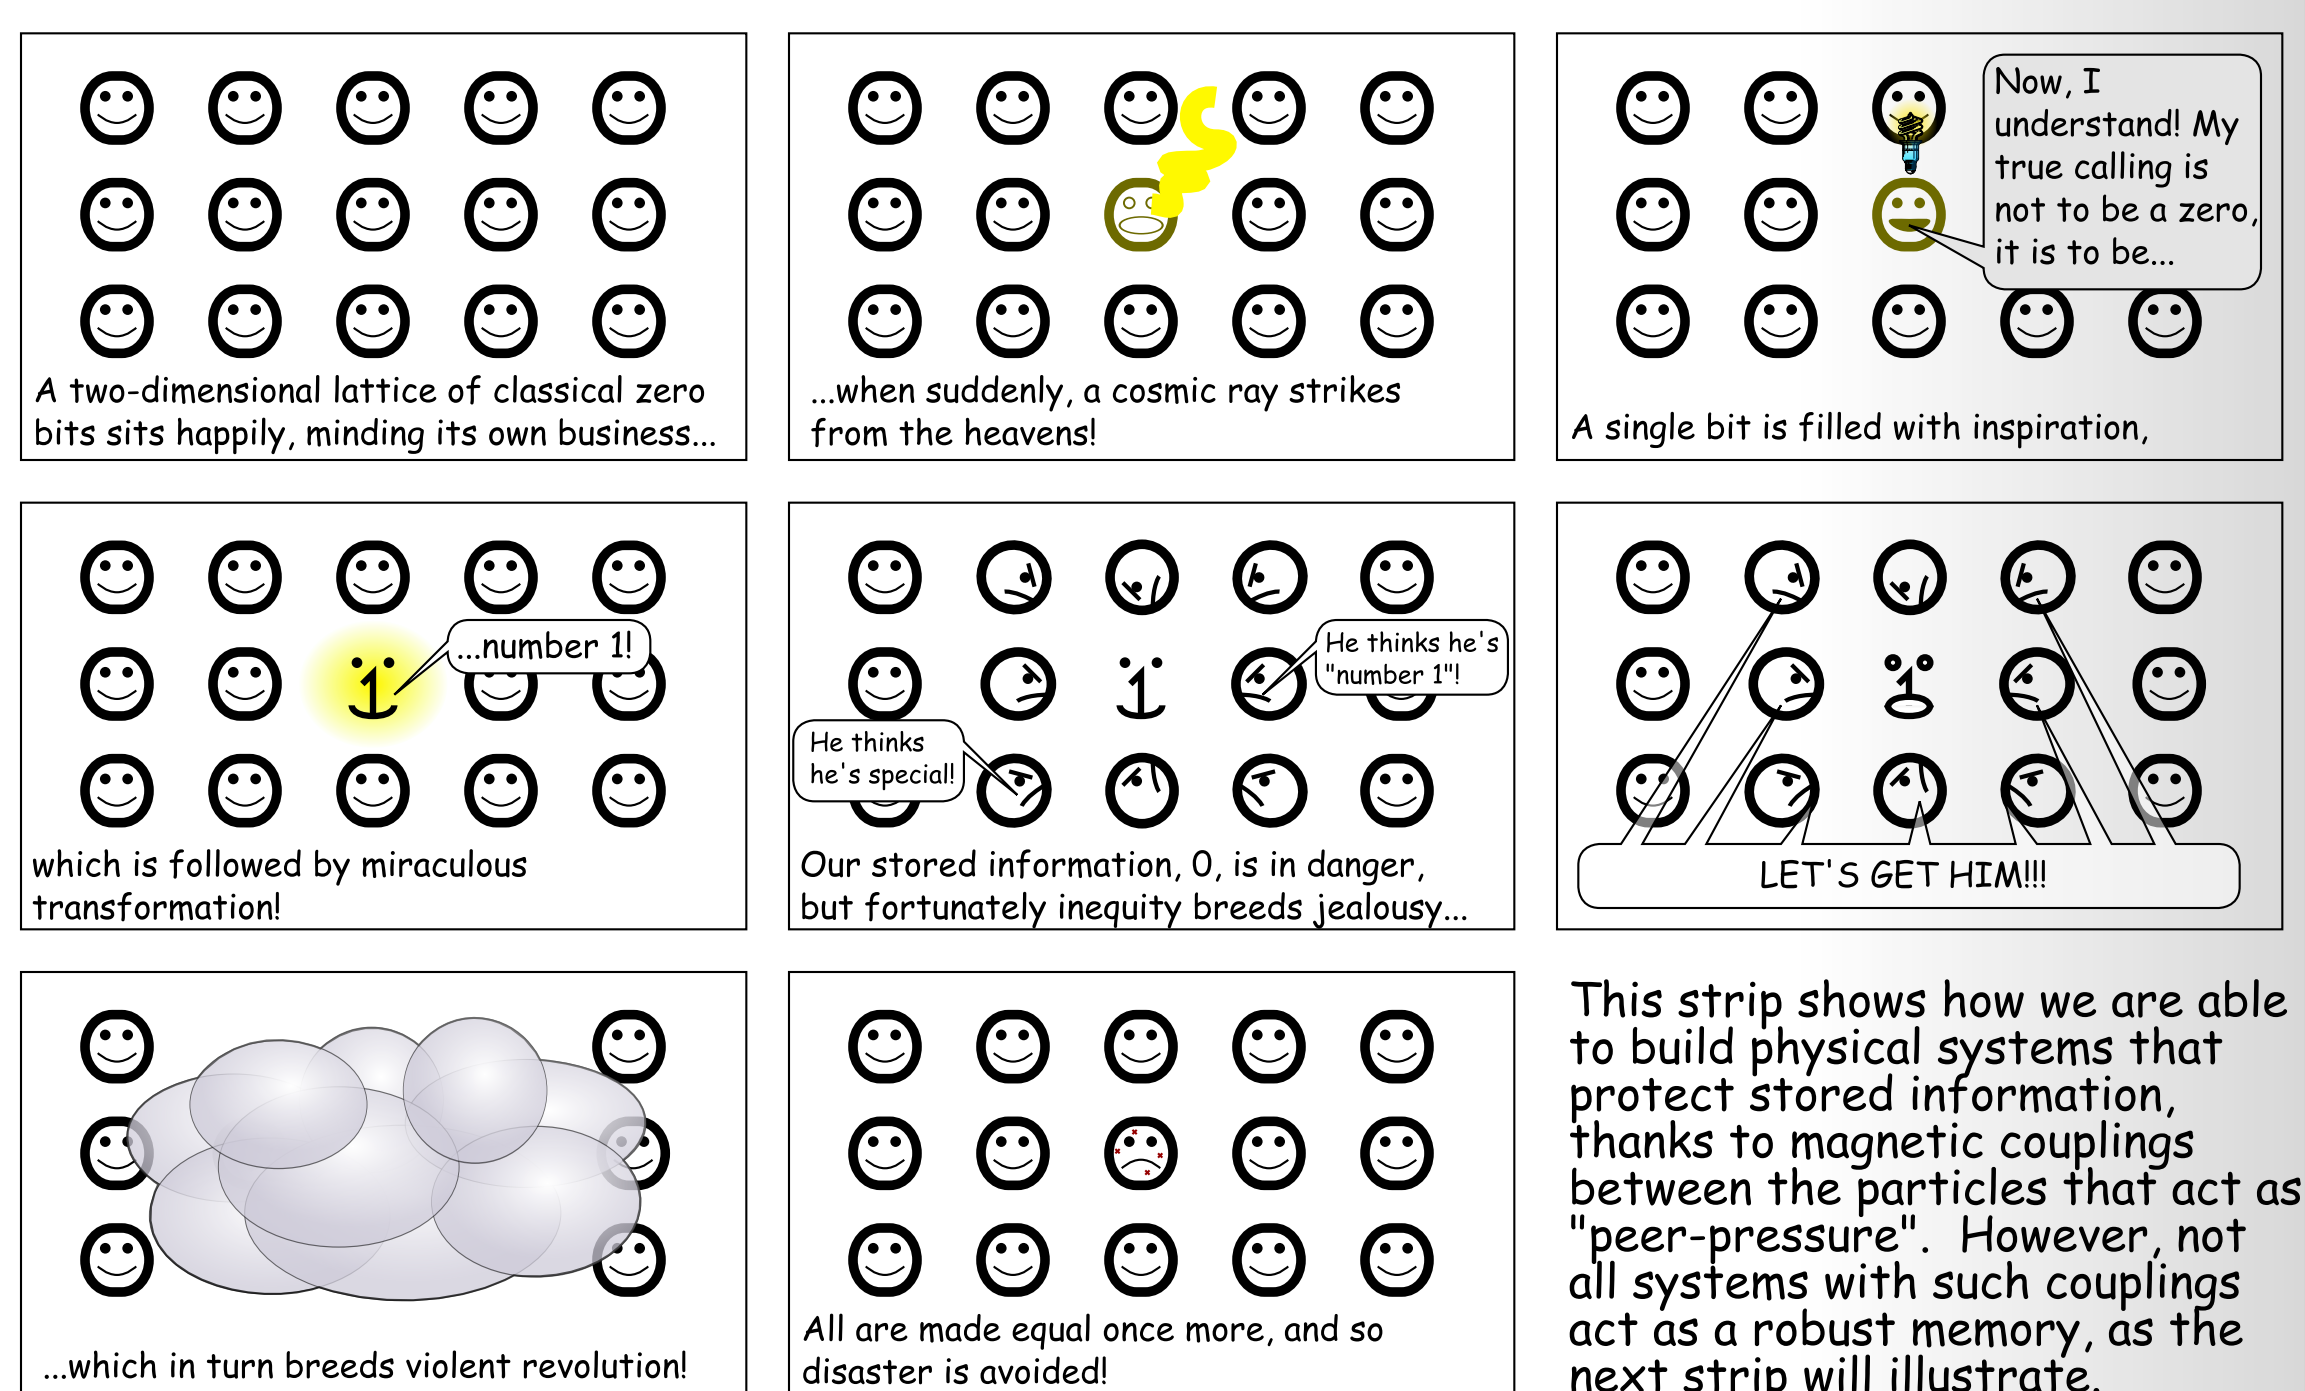 A two-dimensional lattice of classical zero
bits sits happily, minding its own business...
...when suddenly, a cosmic ray strikes
from the heavens!
Now, I
understand! My
true calling is
not to be a zero,
it is to be...
A single bit is filled with inspiration,
...number 1!
which is followed by miraculous
transformation!
He thinks he's
"number 1"!
He thinks
he's special!
Our stored information, 0, is in danger,
but fortunately inequity breeds jealousy...
LET'S GET HIM!!!
...which in turn breeds violent revolution!
All are made equal once more, and so
disaster is avoided!
This strip shows how we are able
to build physical systems that
protect stored information,
thanks to magnetic couplings
between the particles that act as
"peer-pressure".  However, not
all systems with such couplings
act as a robust memory, as the
next strip will illustrate.